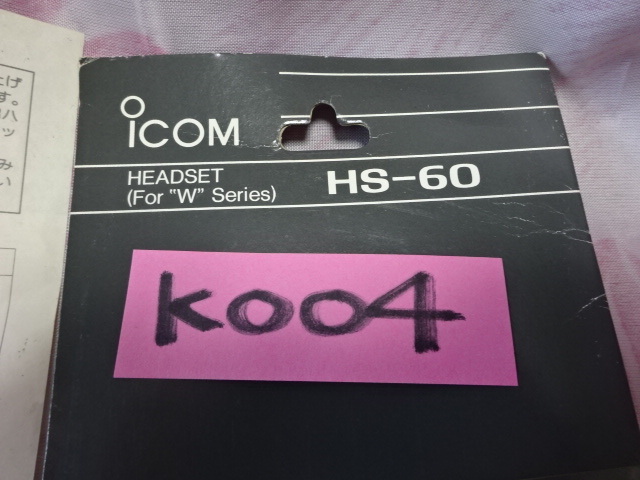 ICOM
HEADSET
(For "W" Series)
HS-60
K004